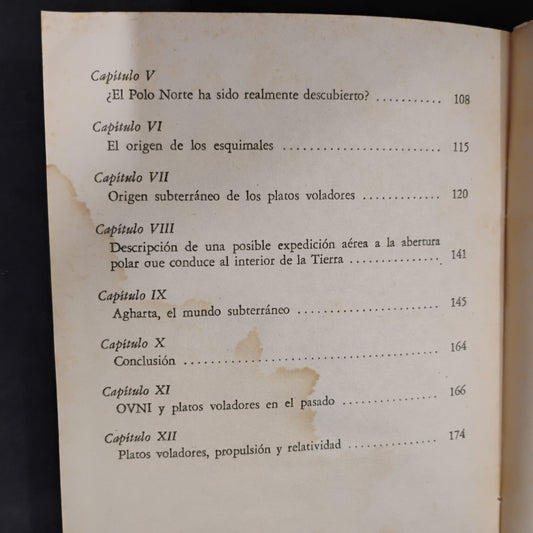 Capítulo V
¿El Polo Norte ha sido realmente descubierto? ........... 108
Capítulo VI
El origen de los esquimales ........................ 115
Capítulo VII
Origen subterráneo de los platos voladores ............ 120
Capítulo VIII
Descripción de una posible expedición aérea a la abertura
polar que conduce al interior de la Tierra .............. 141
Capítulo IX
Agharta, el mundo subterráneo ...................... 145
Capítulo X
Conclusión ....................................... 164
Capítulo XI
OVNI y platos voladores en el pasado ............... 166
Capítulo XII
Platos voladores, propulsión y relatividad .............. 174